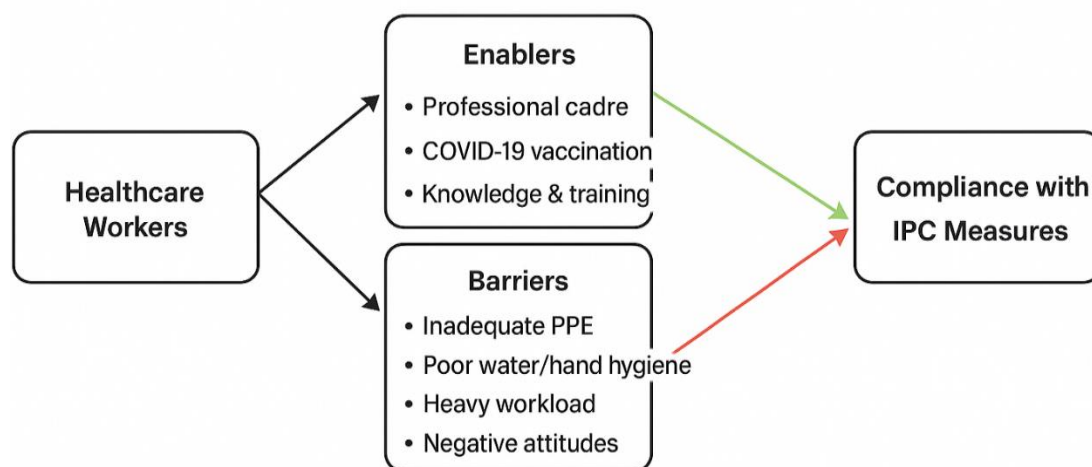 Healthcare
Workers
Enablers
• Professional cadre
• COVID-19 vaccination
• Knowledge & training
Barriers
• Inadequate PPE
• Poor water/hand hygiene
• Heavy workload
• Negative attitudes
Compliance with
IPC Measures